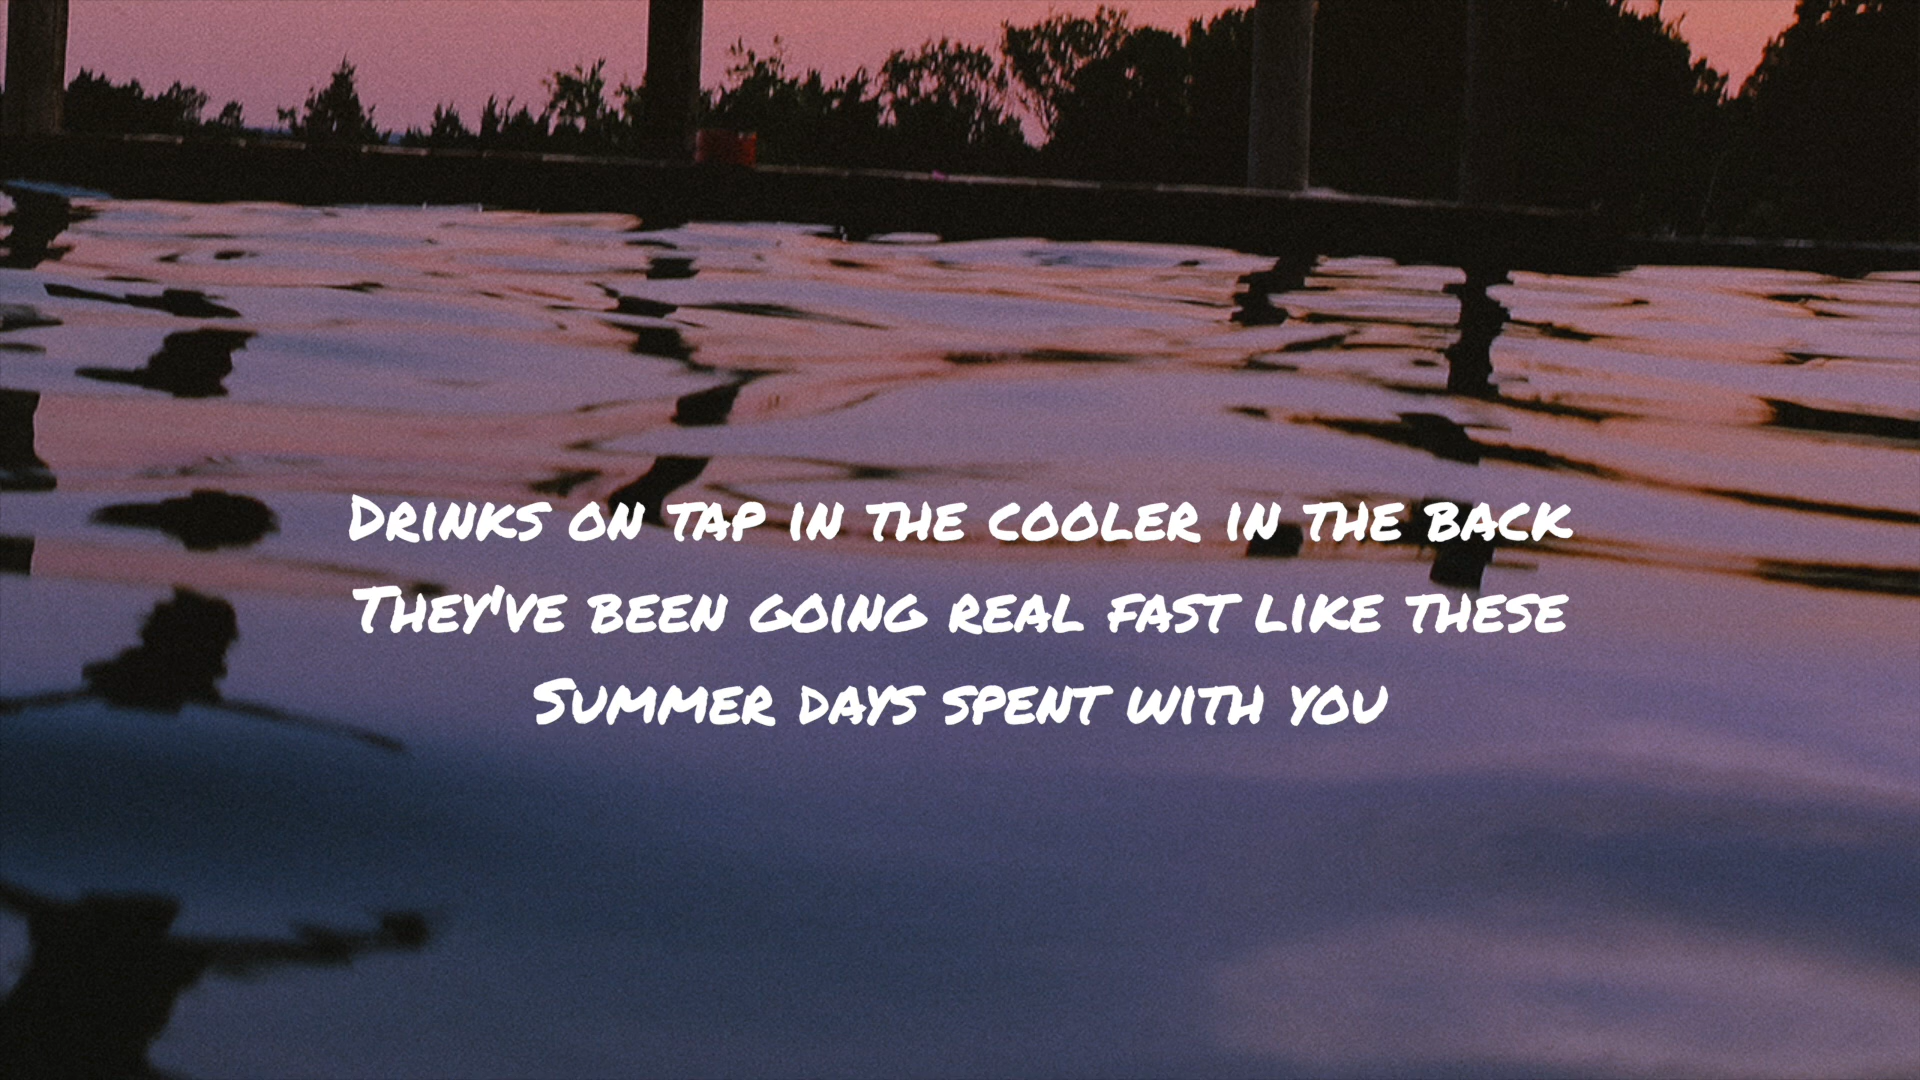 Drinks on tap in the cooler in the back
They've been going real fast like these
Summer days spent with you